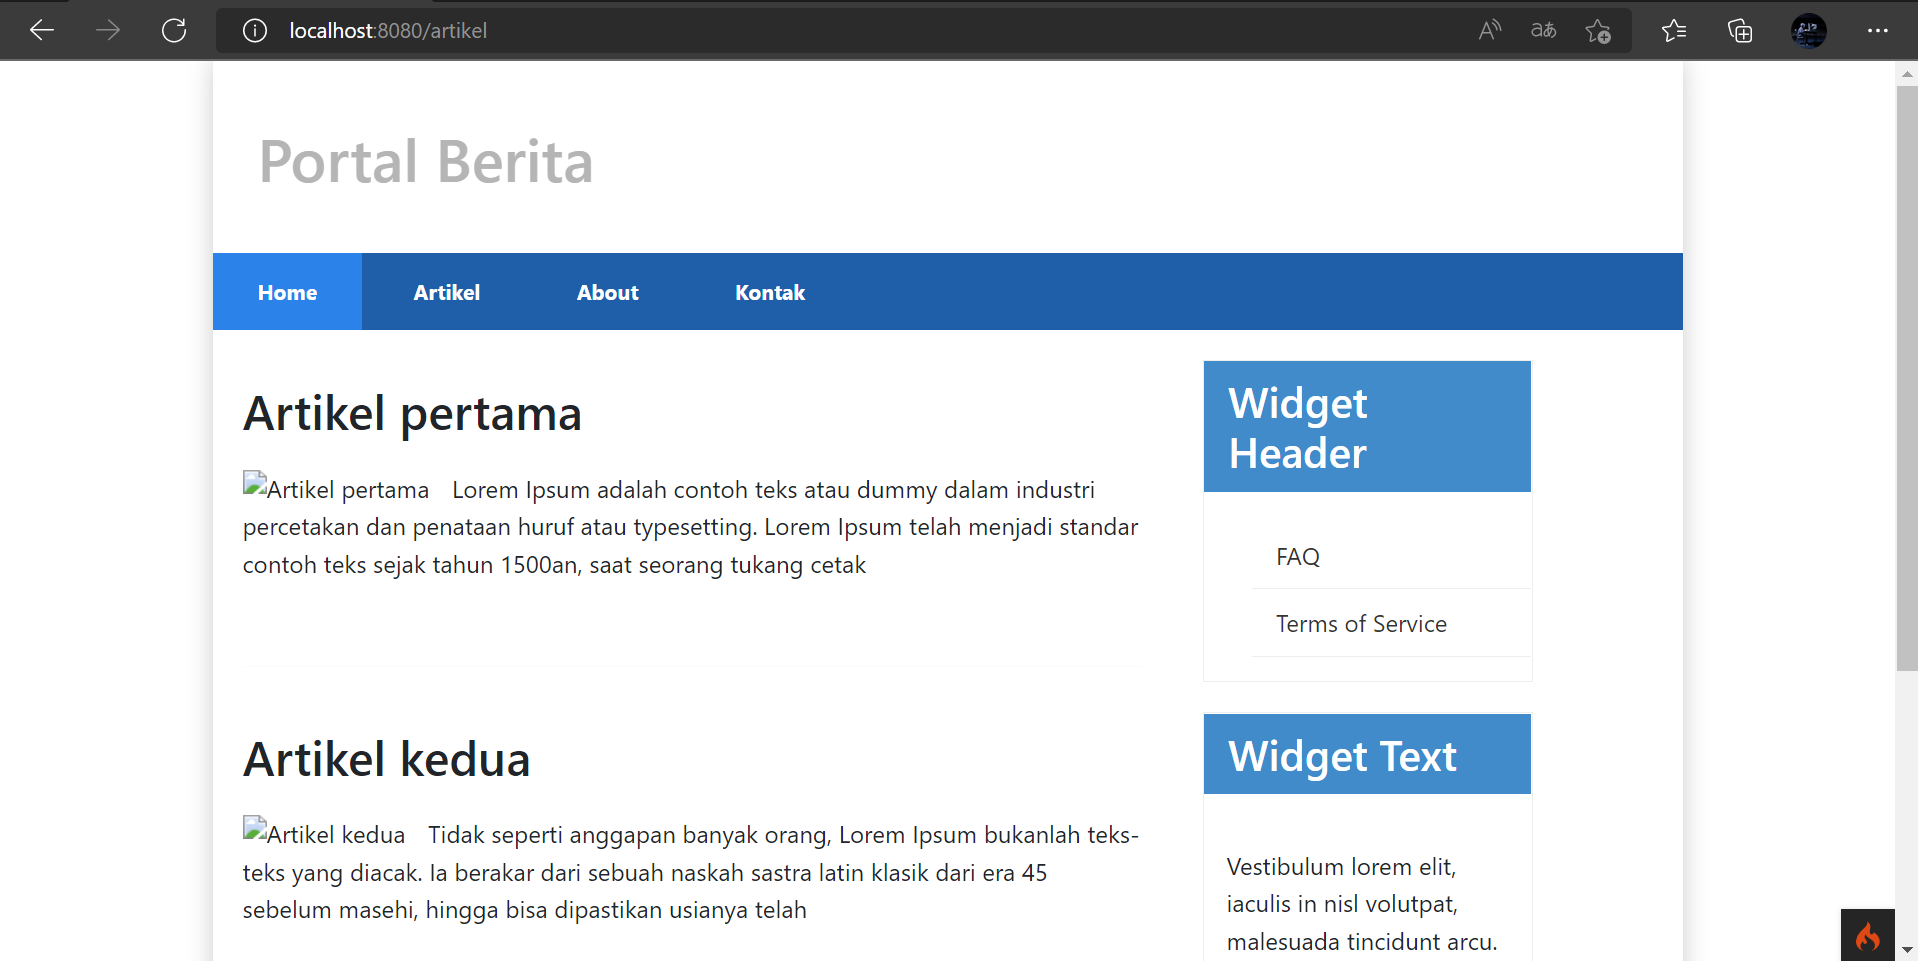 localhost:8080/artikel
Portal Berita
Home Artikel About Kontak
Artikel pertama
Artikel pertama Lorem Ipsum adalah contoh teks atau dummy dalam industri
percetakan dan penataan huruf atau typesetting. Lorem Ipsum telah menjadi standar
contoh teks sejak tahun 1500an, saat seorang tukang cetak
Artikel kedua
Artikel kedua Tidak seperti anggapan banyak orang, Lorem Ipsum bukanlah teks-
teks yang diacak. Ia berakar dari sebuah naskah sastra latin klasik dari era 45
sebelum masehi, hingga bisa dipastikan usianya telah
Widget
Header
FAQ
Terms of Service
Widget Text
Vestibulum lorem elit,
iaculis in nisl volutpat,
malesuada tincidunt arcu.